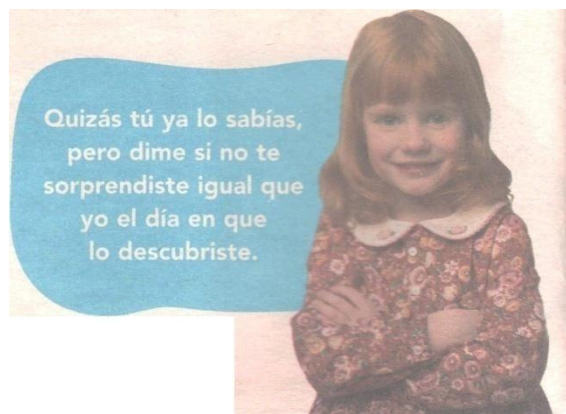 Quizás tú ya lo sabías,
pero dime si no te
sorprendiste igual que
yo el día en que
lo descubriste.